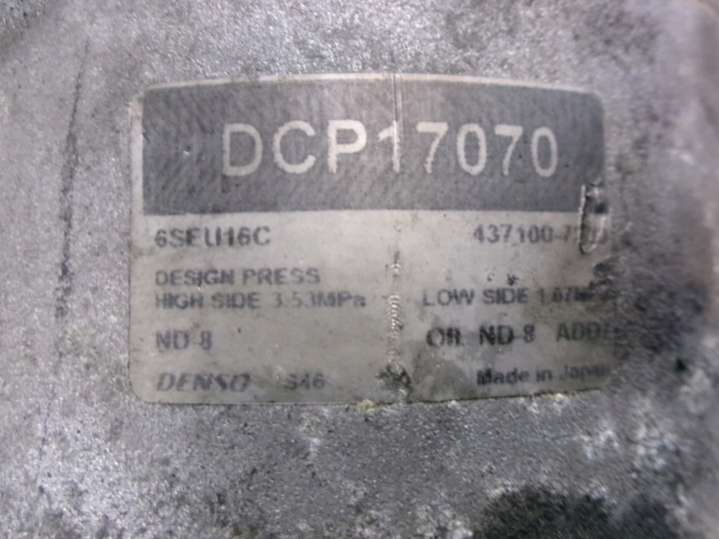 DCP17070
6SEU16C
DESIGN PRESS
HIGH SIDE 3.53MPa LOW SIDE
ND-8 OR ND-8
DENSO Made in Japan